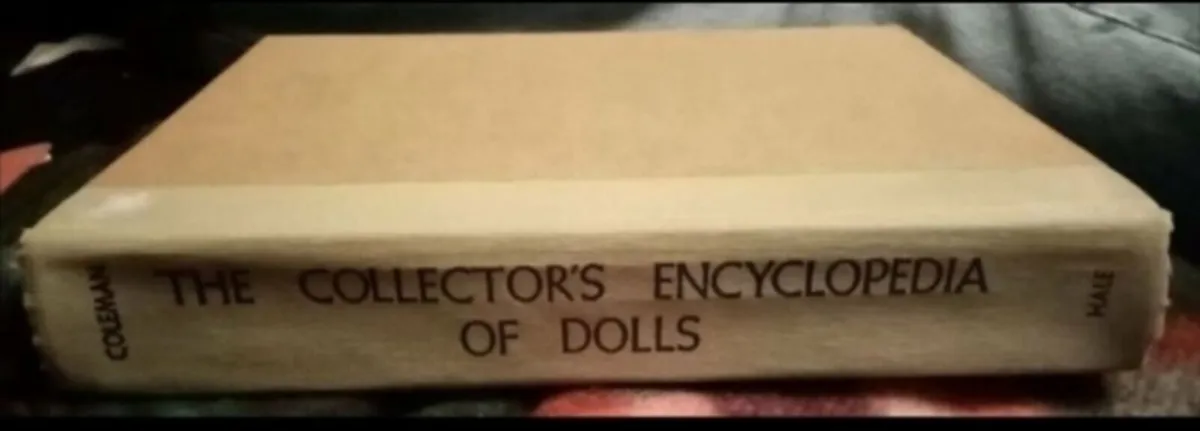 COLEMAN
THE COLLECTOR'S ENCYCLOPEDIA
OF DOLLS
HALE